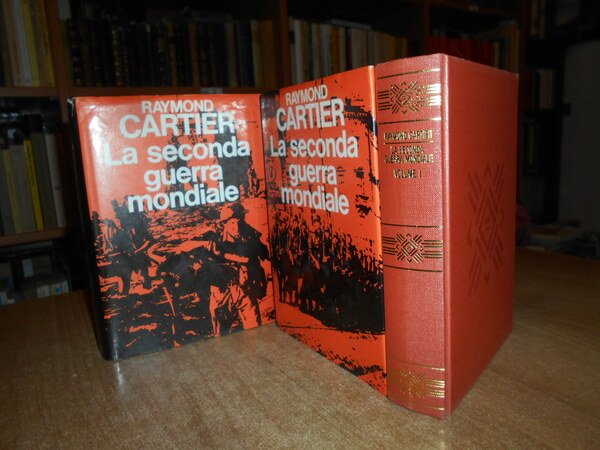 RAYMOND
CARTIER
La seconda
guerra
mondiale
RAYMOND
CARTIER
La seconda
guerra
mondiale
RAYMOND CARTIER
LA SECONDA
GUERRA MONDIALE
VOLUME I